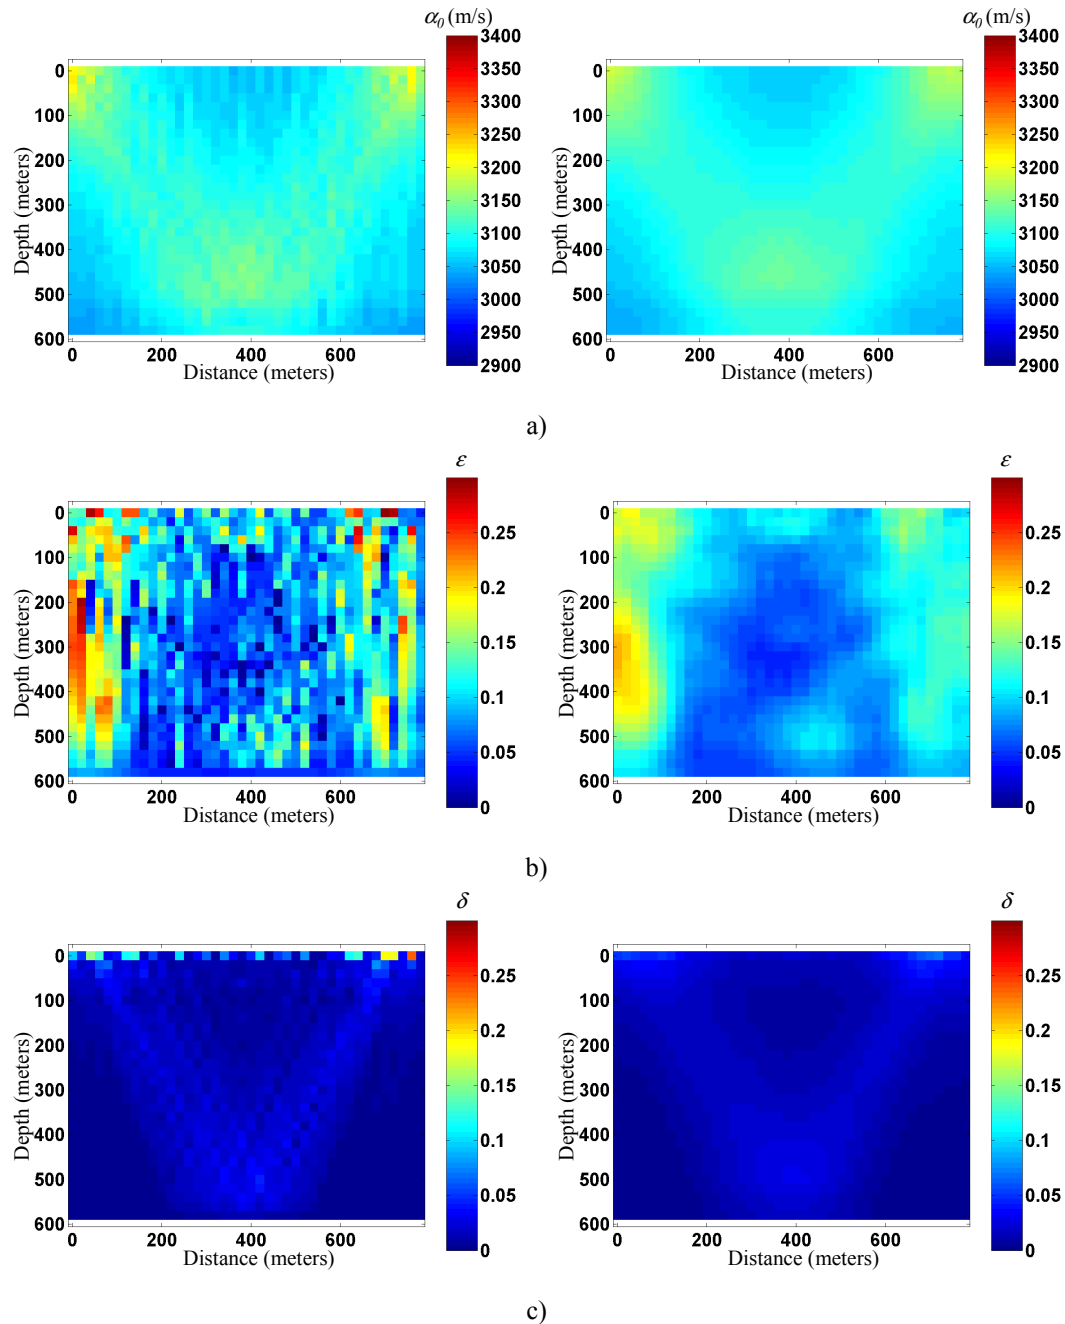 α₀ (m/s) α₀ (m/s)
3400 3400
0 3350 0 3350
100 3300 100 3300
3250 3250
200 3200 200 3200
300 3150 300 3150
3100 3100
400 3050 400 3050
500 3000 500 3000
2950 2950
600 2900 600 2900
Depth (meters) Depth (meters)
0 200 400 600 0 200 400 600
Distance (meters) Distance (meters)
a)
ε ε
0 0.25 0 0.25
100 0.2 100 0.2
200 200
300 0.15 300 0.15
400 0.1 400 0.1
500 0.05 500 0.05
600 0 600 0
Depth (meters) Depth (meters)
0 200 400 600 0 200 400 600
Distance (meters) Distance (meters)
b)
δ δ
0 0.25 0 0.25
100 0.2 100 0.2
200 200
300 0.15 300 0.15
400 0.1 400 0.1
500 0.05 500 0.05
600 0 600 0
Depth (meters) Depth (meters)
0 200 400 600 0 200 400 600
Distance (meters) Distance (meters)
c)